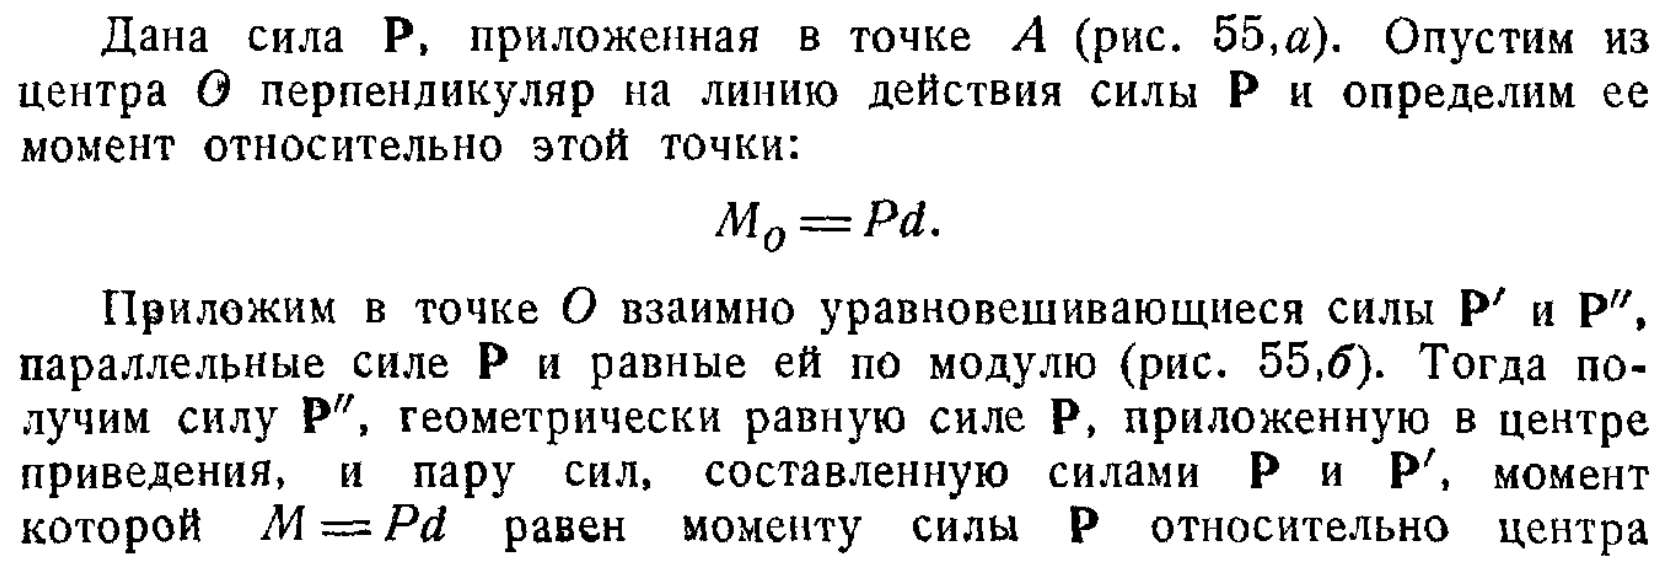 Дана сила P, приложенная в точке A (рис. 55,а). Опустим из
центра O перпендикуляр на линию действия силы P и определим ее
момент относительно этой точки:
M_O = Pd.
Приложим в точке O взаимно уравновешивающиеся силы P′ и P″,
параллельные силе P и равные ей по модулю (рис. 55,б). Тогда по-
лучим силу P″, геометрически равную силе P, приложенную в центре
приведения, и пару сил, составленную силами P и P′, момент
которой M = Pd равен моменту силы P относительно центра